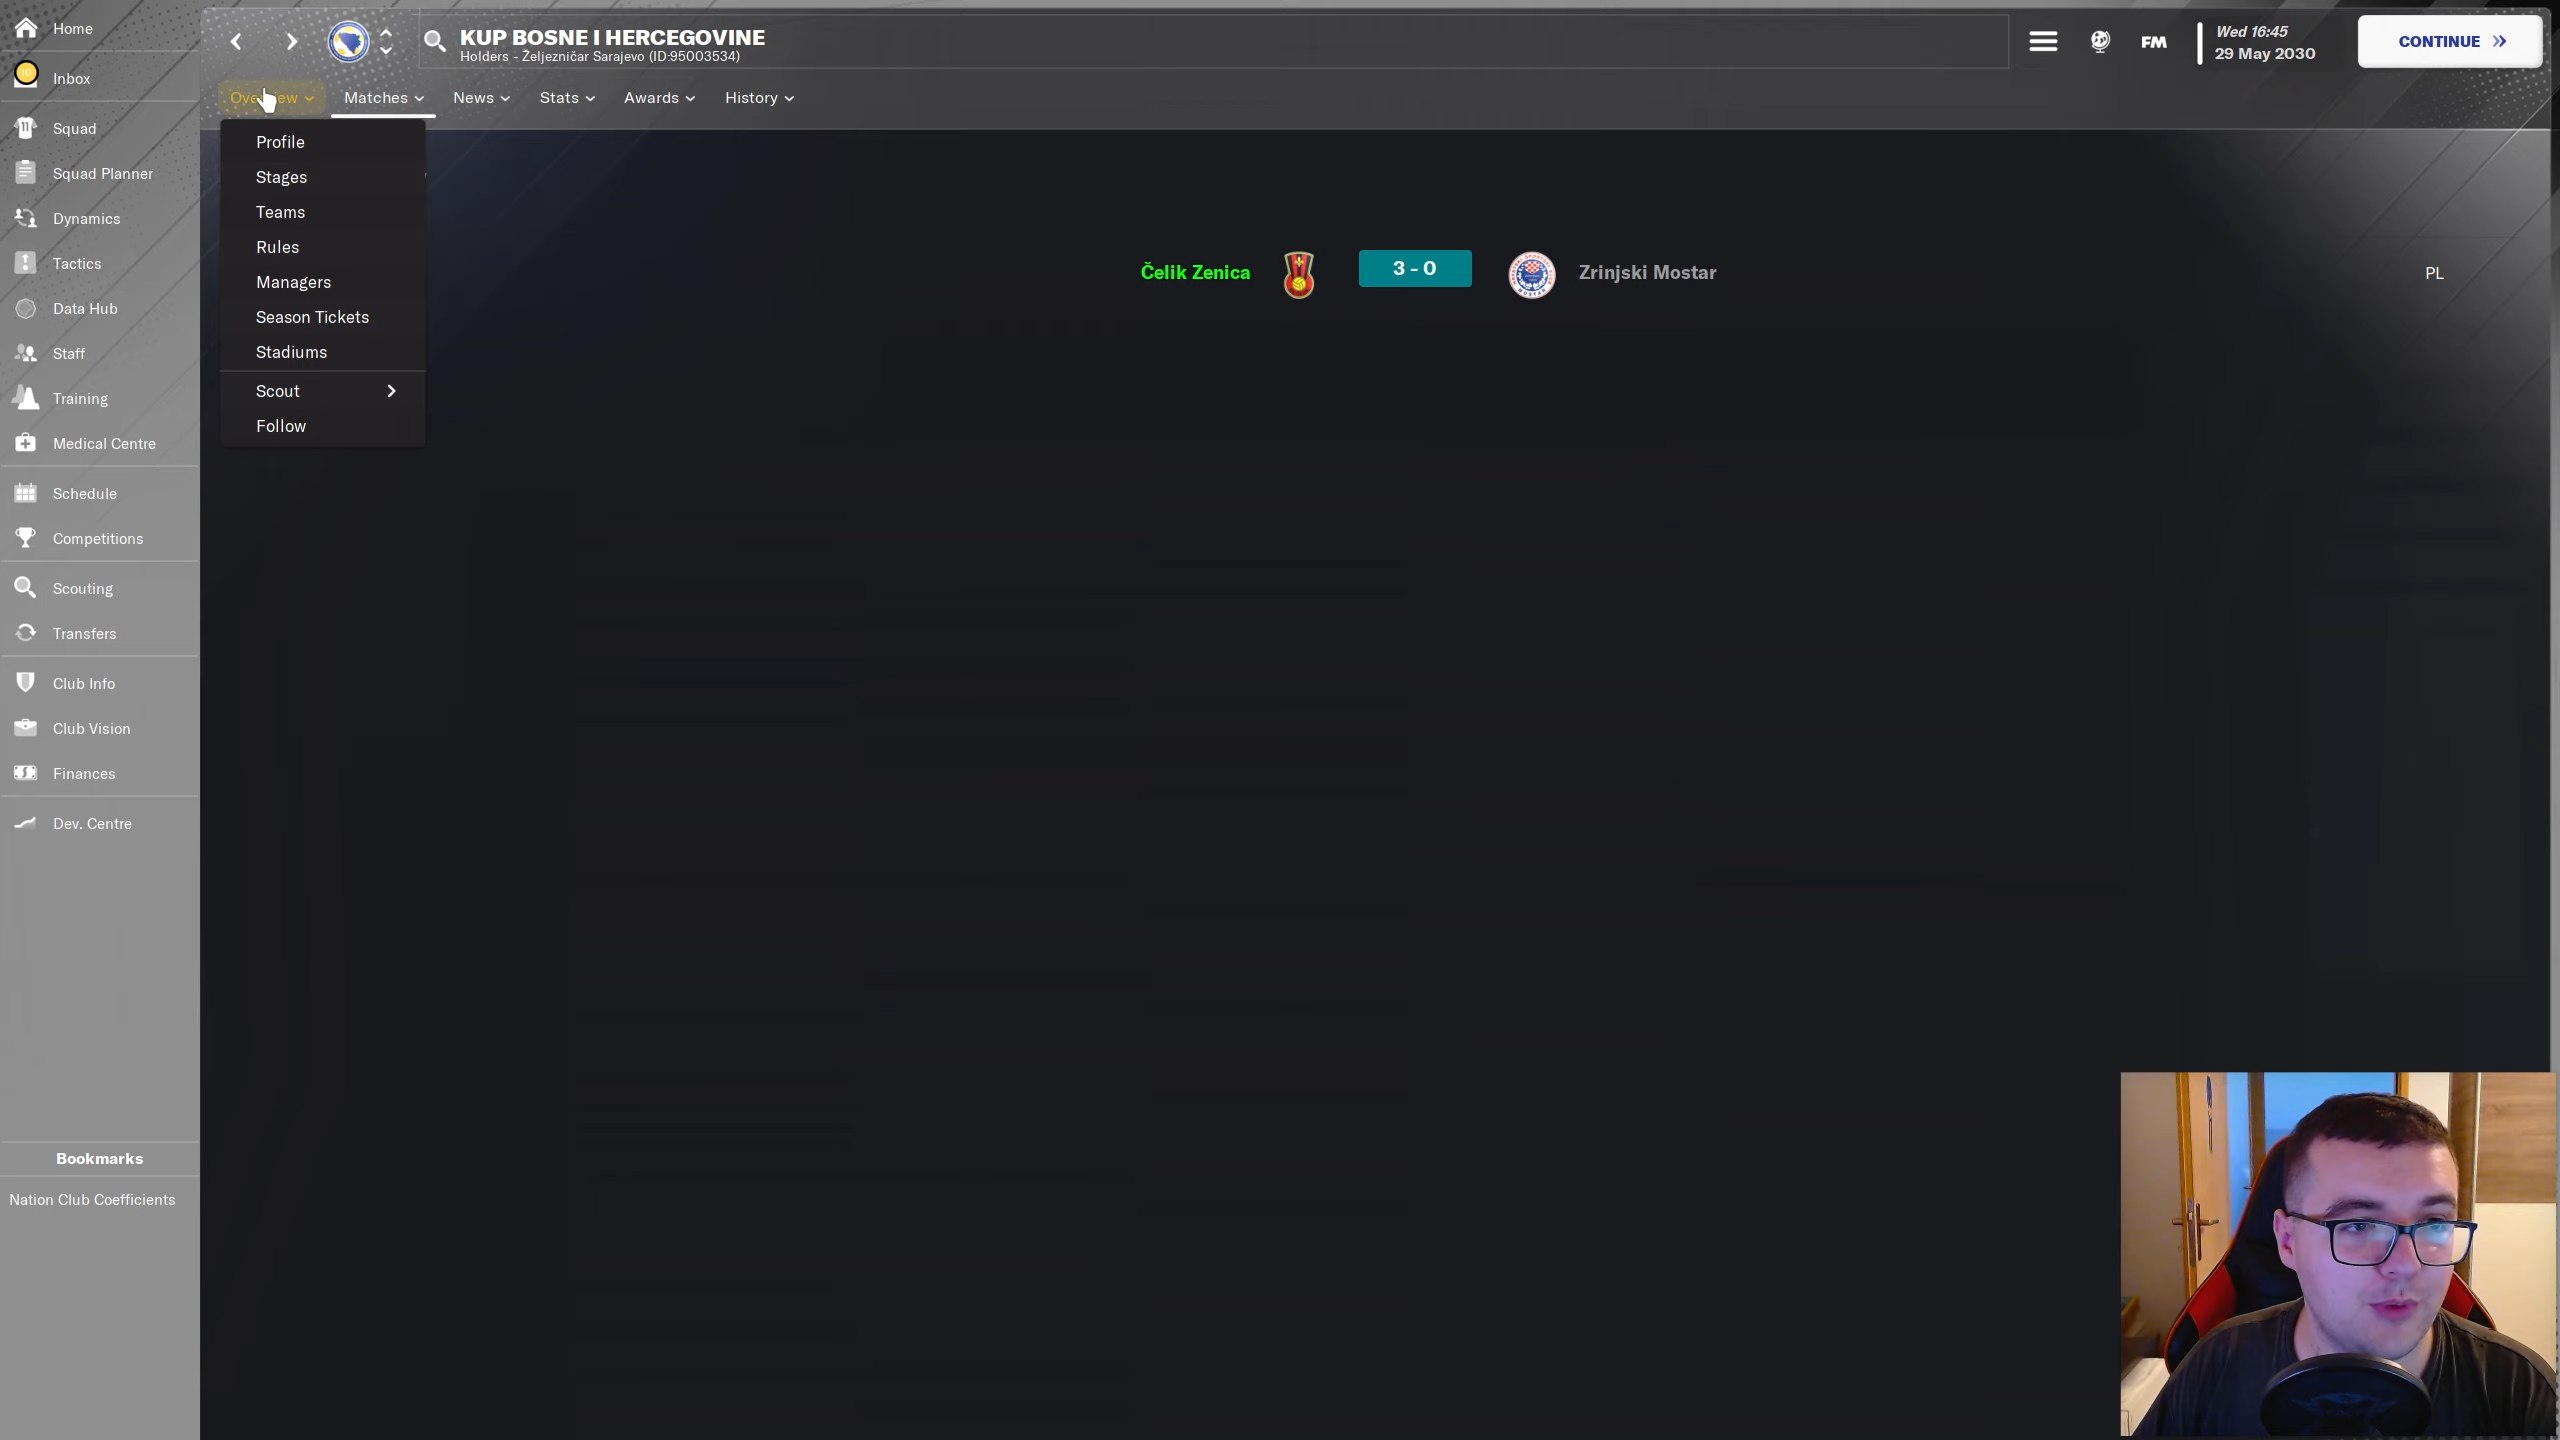 Home
Inbox
Squad
Squad Planner
Dynamics
Tactics
Data Hub
Staff
Training
Medical Centre
Schedule
Competitions
Scouting
Transfers
Club Info
Club Vision
Finances
Dev. Centre
Bookmarks
Nation Club Coefficients
KUP BOSNE I HERCEGOVINE
Holders - Željezničar Sarajevo (ID:95003534)
FM
Wed 16:45
29 May 2030
CONTINUE
Overview Matches News Stats Awards History
Profile
Stages
Teams
Rules
Managers
Season Tickets
Stadiums
Scout
Follow
Čelik Zenica 3 - 0 Zrinjski Mostar PL